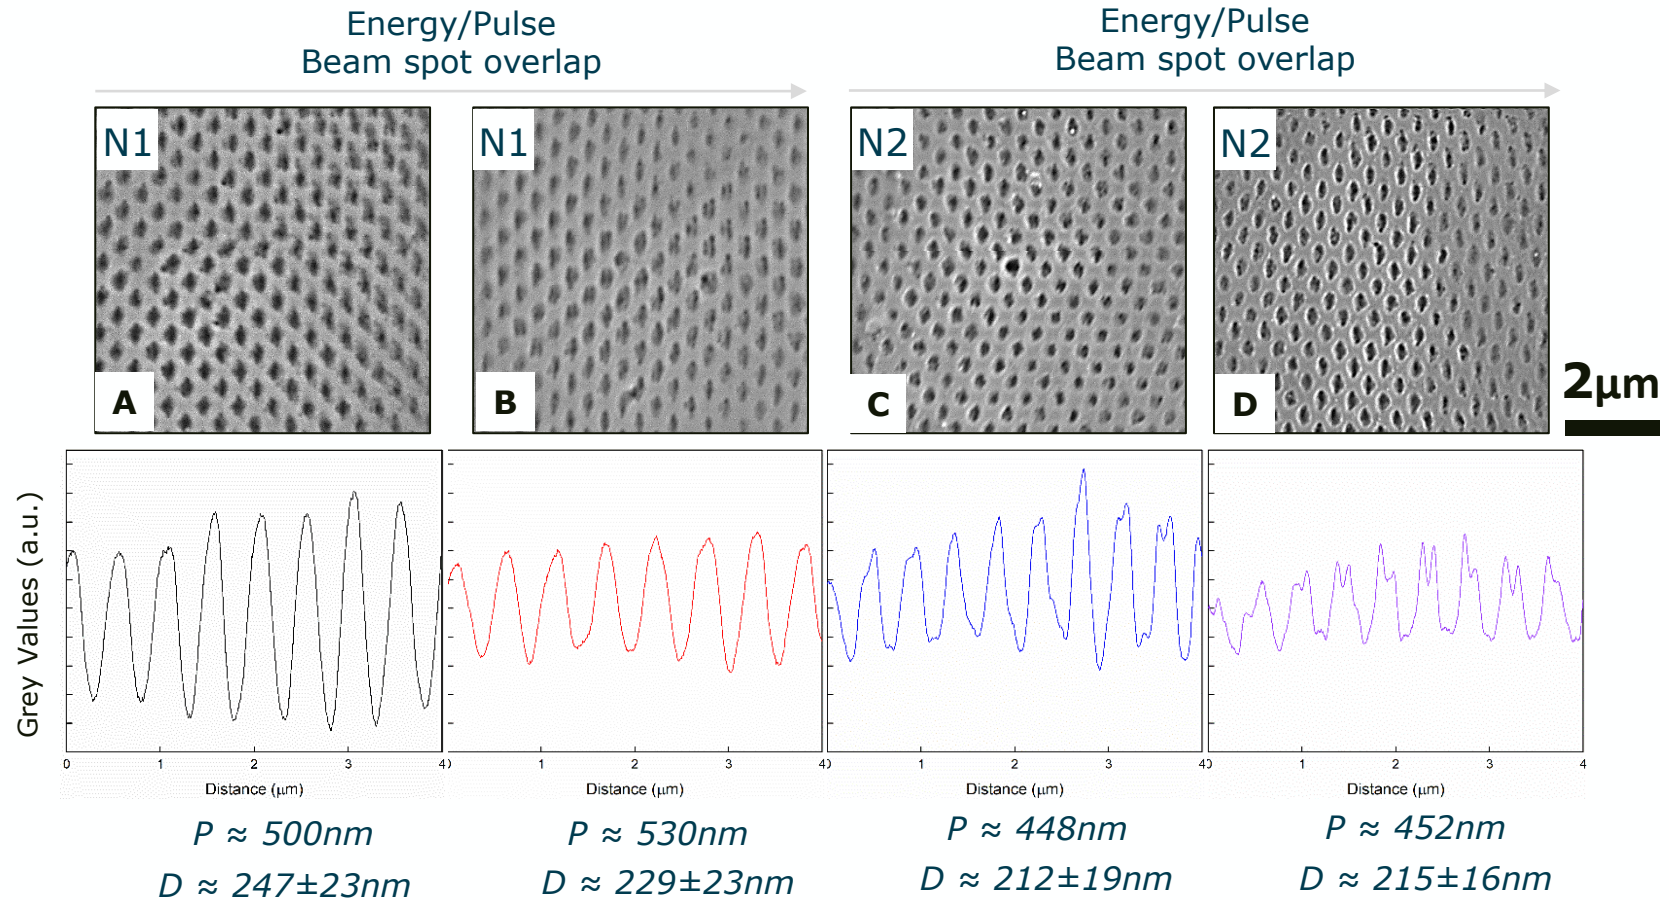 Energy/Pulse
Beam spot overlap
Energy/Pulse
Beam spot overlap
N1
N1
N2
N2
A
B
C
D
2μm
Grey Values (a.u.)
0 1 2 3 4
1 2 3 4
1 2 3 4
1 2 3 4
Distance (μm)
Distance (μm)
Distance (μm)
Distance (μm)
P ≈ 500nm
D ≈ 247±23nm
P ≈ 530nm
D ≈ 229±23nm
P ≈ 448nm
D ≈ 212±19nm
P ≈ 452nm
D ≈ 215±16nm